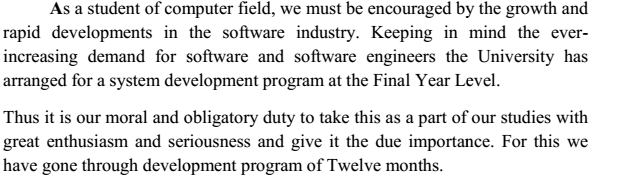 As a student of computer field, we must be encouraged by the growth and
rapid developments in the software industry. Keeping in mind the ever-
increasing demand for software and software engineers the University has
arranged for a system development program at the Final Year Level.
Thus it is our moral and obligatory duty to take this as a part of our studies with
great enthusiasm and seriousness and give it the due importance. For this we
have gone through development program of Twelve months.